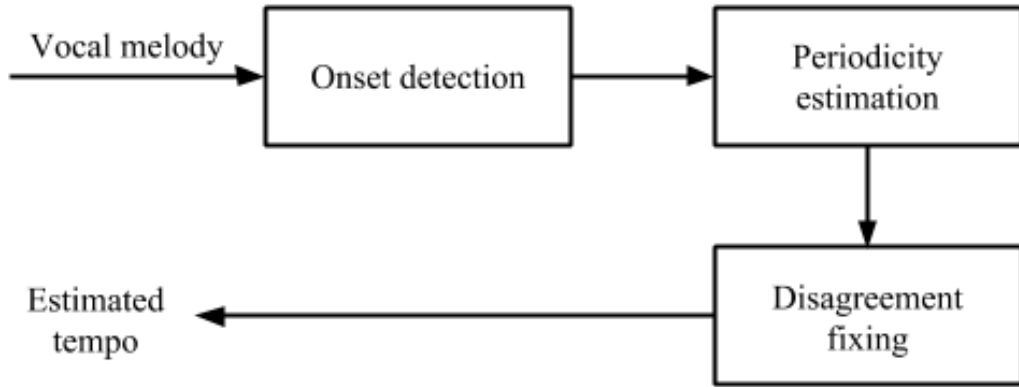 Vocal melody
Onset detection
Periodicity
estimation
Disagreement
fixing
Estimated
tempo